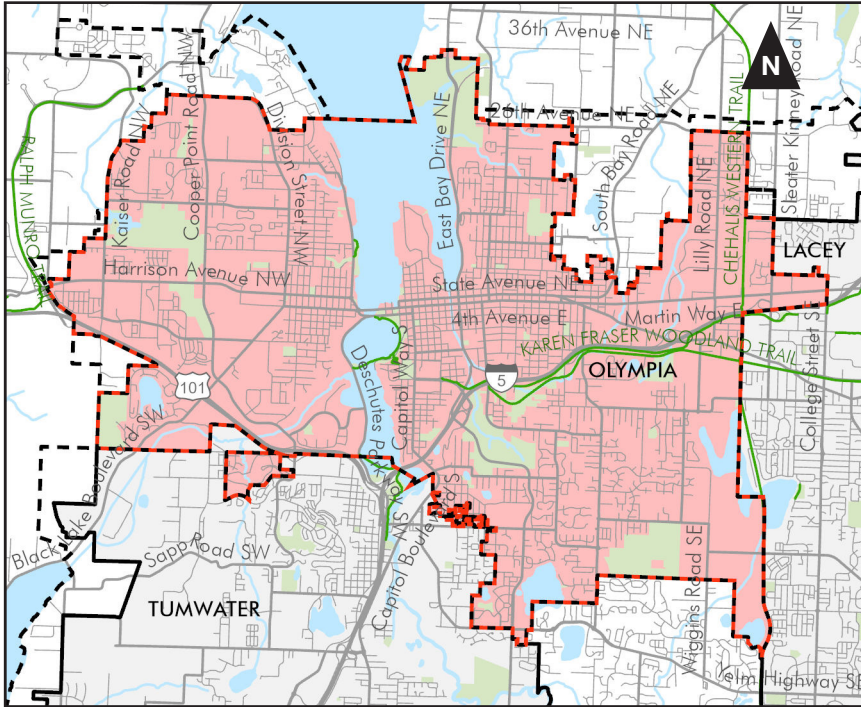 36th Avenue NE
N
26th Avenue NE
Kaiser Road NW
Cooper Point Road NW
Division Street NW
East Bay Drive NE
South Bay Road NE
Lilly Road NE
CHEHALIS WESTERN TRAIL
Sleater Kinney Road NE
RALPH MUNRO TRAIL
LACEY
Harrison Avenue NW
State Avenue NE
4th Avenue E
Martin Way E
KAREN FRASER WOODLAND TRAIL
OLYMPIA
101
5
Capitol Way S
Deschutes
College Street SE
Black Lake Boulevard SW
Sapp Road SW
Capitol Boulevard S
Wiggins Road SE
TUMWATER
Yelm Highway SE